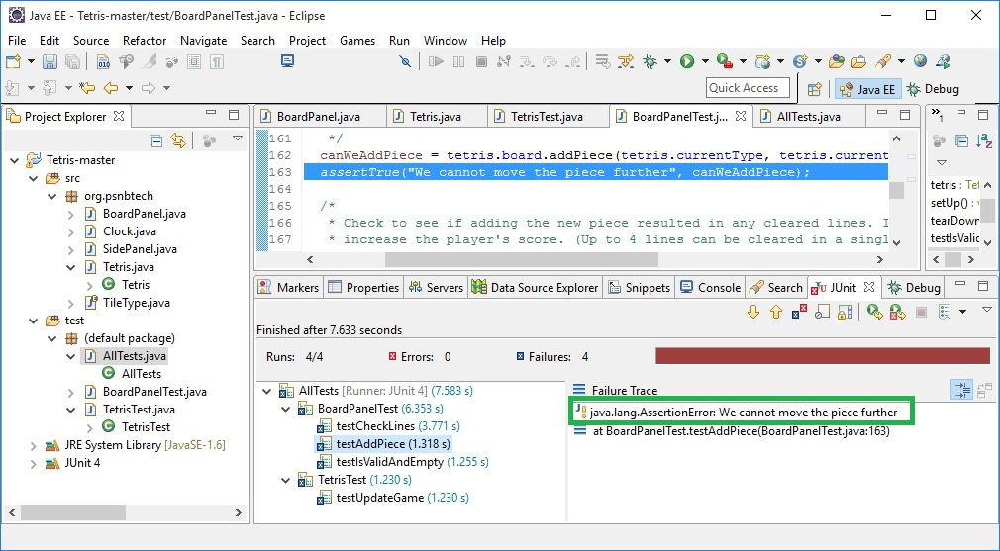 Java EE - Tetris-master/test/BoardPanelTest.java - Eclipse
File Edit Source Refactor Navigate Search Project Games Run Window Help
Quick Access Java EE Debug
Project Explorer
Tetris-master
src
org.psnbtech
BoardPanel.java
Clock.java
SidePanel.java
Tetris.java
Tetris
TileType.java
test
(default package)
AllTests.java
AllTests
BoardPanelTest.java
TetrisTest.java
TetrisTest
JRE System Library [JavaSE-1.6]
JUnit 4
BoardPanel.java Tetris.java TetrisTest.java BoardPanelTest.j... AllTests.java
161 */
162 canWeAddPiece = tetris.board.addPiece(tetris.currentType, tetris.current
163 assertTrue("We cannot move the piece further", canWeAddPiece);
164
165 /*
166 * Check to see if adding the new piece resulted in any cleared lines. I
167 * increase the player's score. (Up to 4 lines can be cleared in a singl
»1
tetris : Tet
setUp() : v
tearDown
testIsValid
Markers Properties Servers Data Source Explorer Snippets Console Search JUnit Debug
Finished after 7.633 seconds
Runs: 4/4 Errors: 0 Failures: 4
AllTests [Runner: JUnit 4] (7.583 s)
BoardPanelTest (6.353 s)
testCheckLines (3.771 s)
testAddPiece (1.318 s)
testIsValidAndEmpty (1.255 s)
TetrisTest (1.230 s)
testUpdateGame (1.230 s)
Failure Trace
java.lang.AssertionError: We cannot move the piece further
at BoardPanelTest.testAddPiece(BoardPanelTest.java:163)